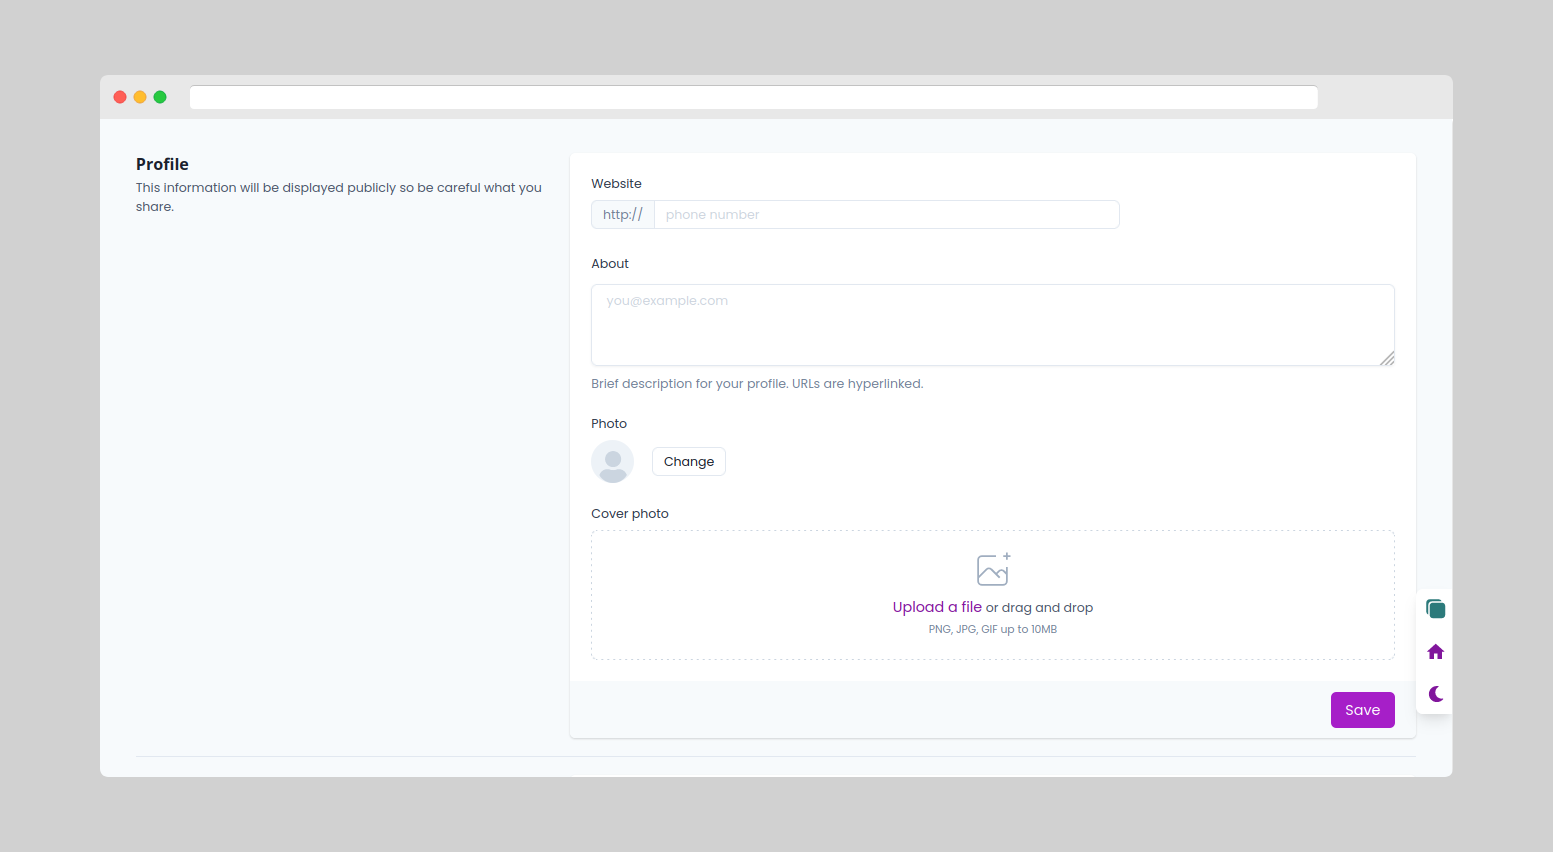 Profile
This information will be displayed publicly so be careful what you
share.
Website
http:// phone number
About
you@example.com
Brief description for your profile. URLs are hyperlinked.
Photo
Change
Cover photo
Upload a file or drag and drop
PNG, JPG, GIF up to 10MB
Save